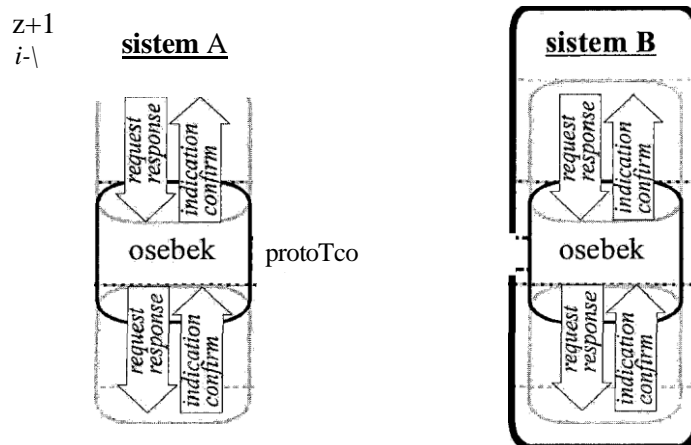 z+1
i-\
sistem A
sistem B
request
response
indication
confirm
request
response
indication
confirm
osebek
protoTco
osebek
request
response
indication
confirm
request
response
indication
confirm